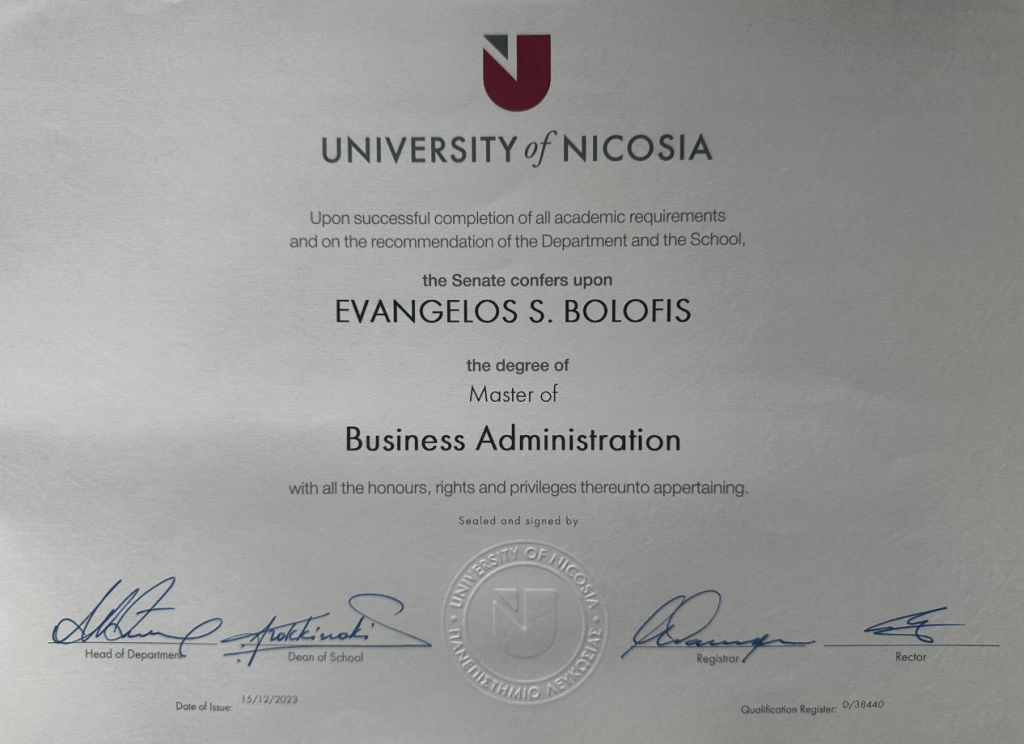 UNIVERSITY of NICOSIA
Upon successful completion of all academic requirements
and on the recommendation of the Department and the School,
the Senate confers upon
EVANGELOS S. BOLOFIS
the degree of
Master of
Business Administration
with all the honours, rights and privileges thereunto appertaining.
Sealed and signed by
UNIVERSITY OF NICOSIA
ΠΑΝΕΠΙΣΤΗΜΙΟ ΛΕΥΚΩΣΙΑΣ
Head of Department
Dean of School
Registrar
Rector
Date of Issue: 15/12/2023
Qualification Register: D/38440